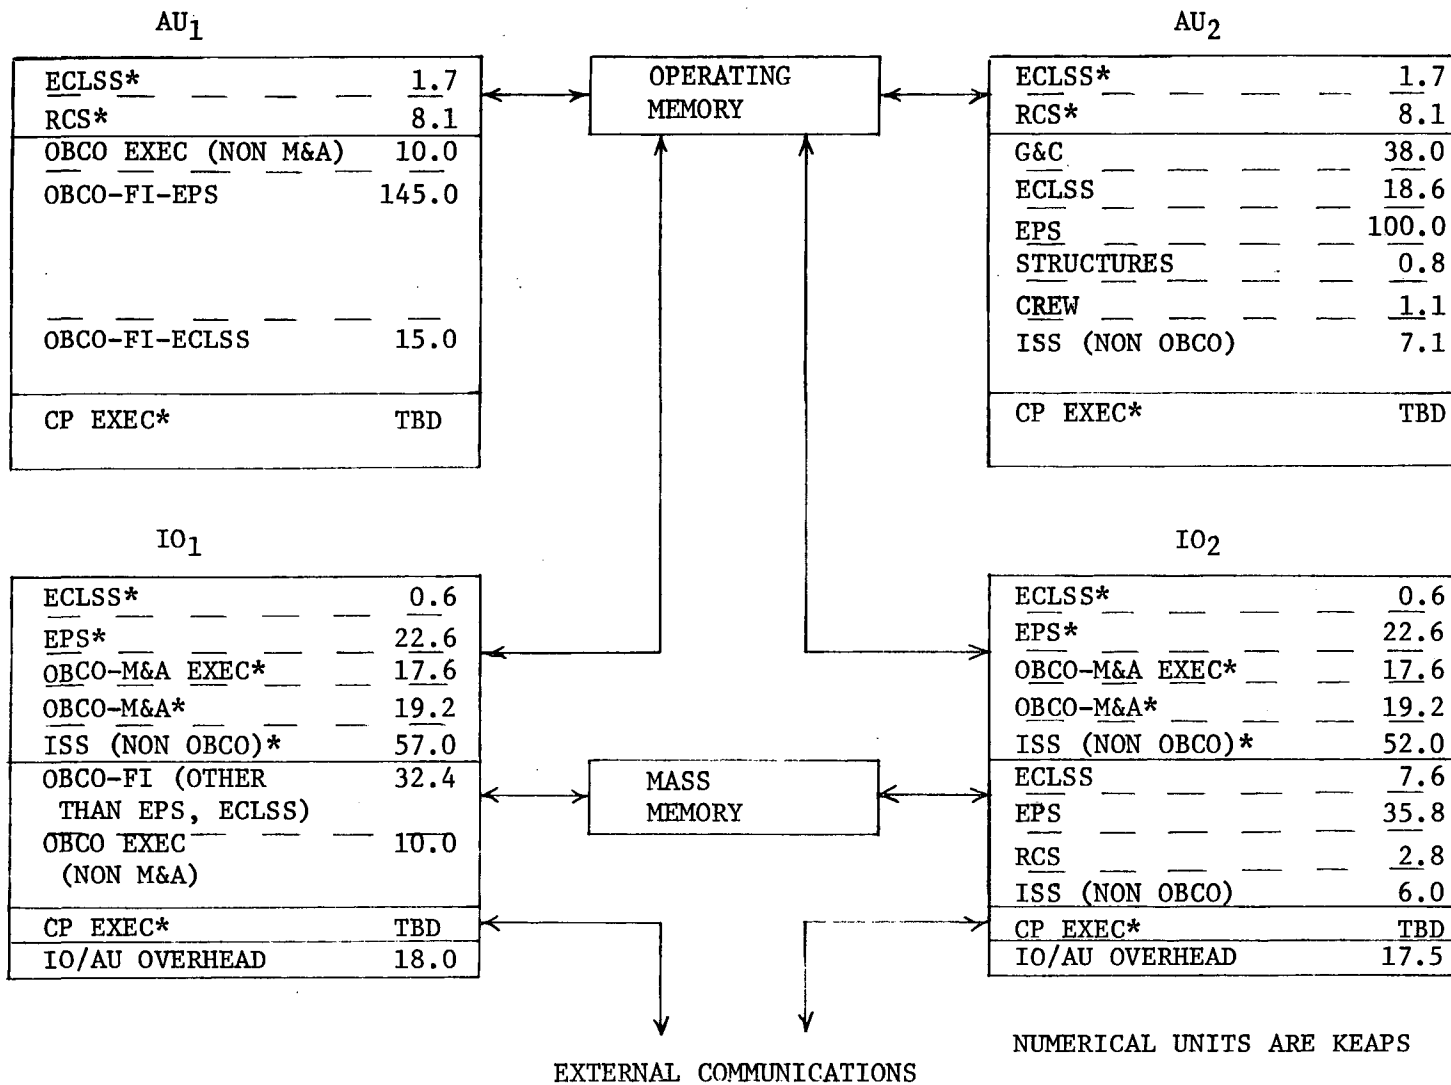 AU1
ECLSS* 1.7
RCS* 8.1
OBCO EXEC (NON M&A) 10.0
OBCO-FI-EPS 145.0
OBCO-FI-ECLSS 15.0
CP EXEC* TBD
OPERATING
MEMORY
AU2
ECLSS* 1.7
RCS* 8.1
G&C 38.0
ECLSS 18.6
EPS 100.0
STRUCTURES 0.8
CREW 1.1
ISS (NON OBCO) 7.1
CP EXEC* TBD
IO1
ECLSS* 0.6
EPS* 22.6
OBCO-M&A EXEC* 17.6
OBCO-M&A* 19.2
ISS (NON OBCO)* 57.0
OBCO-FI (OTHER 32.4
THAN EPS, ECLSS)
OBCO EXEC 10.0
(NON M&A)
CP EXEC* TBD
IO/AU OVERHEAD 18.0
MASS
MEMORY
IO2
ECLSS* 0.6
EPS* 22.6
OBCO-M&A EXEC* 17.6
OBCO-M&A* 19.2
ISS (NON OBCO)* 52.0
ECLSS 7.6
EPS 35.8
RCS 2.8
ISS (NON OBCO) 6.0
CP EXEC* TBD
IO/AU OVERHEAD 17.5
EXTERNAL COMMUNICATIONS
NUMERICAL UNITS ARE KEAPS